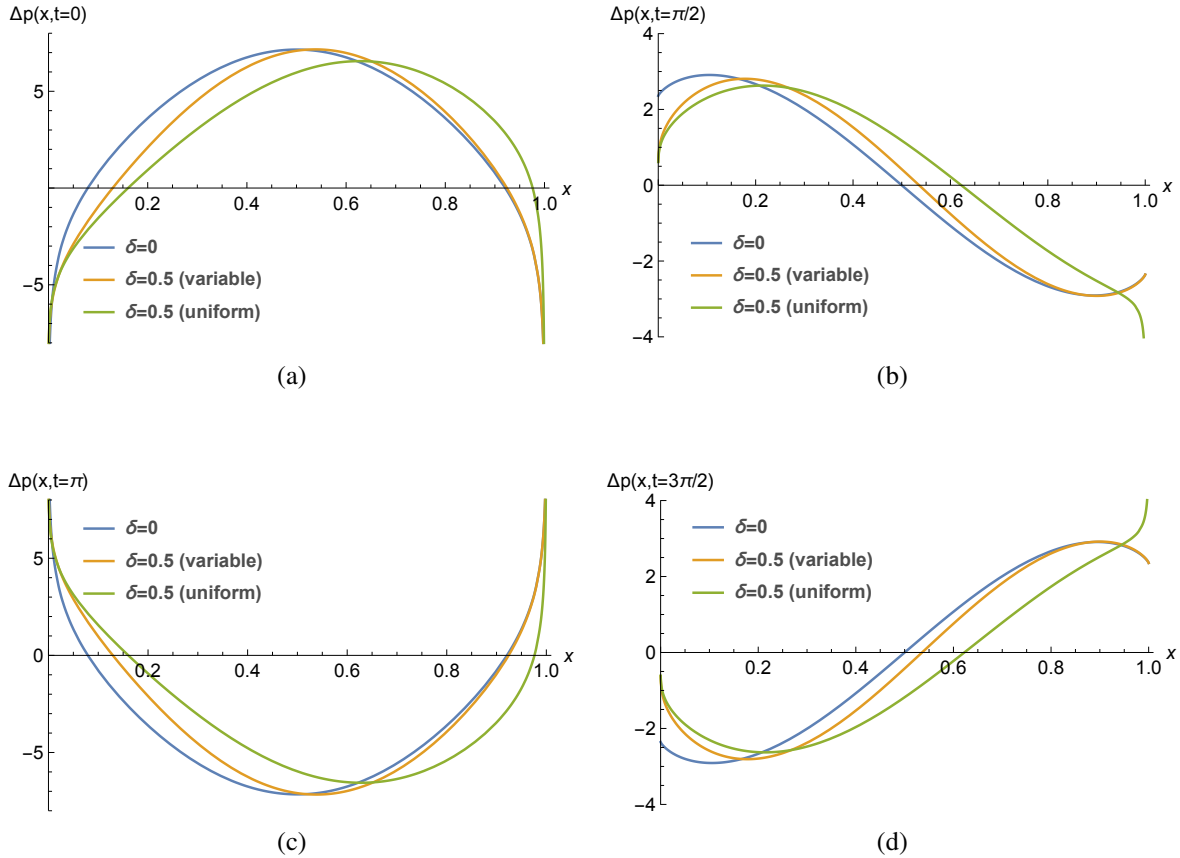 Δp(x,t=0)
5
-5
0.2 0.4 0.6 0.8 1.0 x
δ=0
δ=0.5 (variable)
δ=0.5 (uniform)
(a)
Δp(x,t=π/2)
4
2
0
-2
-4
0.2 0.4 0.6 0.8 1.0 x
δ=0
δ=0.5 (variable)
δ=0.5 (uniform)
(b)
Δp(x,t=π)
5
0
-5
0.2 0.4 0.6 0.8 1.0 x
δ=0
δ=0.5 (variable)
δ=0.5 (uniform)
(c)
Δp(x,t=3π/2)
4
2
0
-2
-4
0.2 0.4 0.6 0.8 1.0 x
δ=0
δ=0.5 (variable)
δ=0.5 (uniform)
(d)